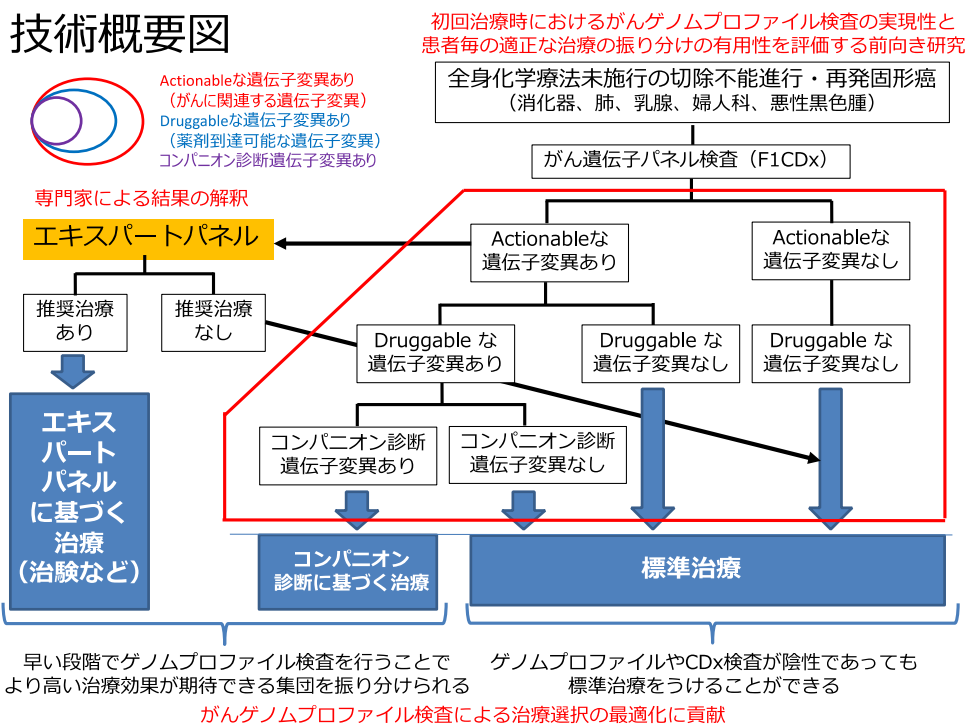 技術概要図
初回治療時におけるがんゲノムプロファイル検査の実現性と
患者毎の適正な治療の振り分けの有用性を評価する前向き研究
Actionableな遺伝子変異あり
（がんに関連する遺伝子変異）
Druggableな遺伝子変異あり
（薬剤到達可能な遺伝子変異）
コンパニオン診断遺伝子変異あり
全身化学療法未施行の切除不能進行・再発固形癌
（消化器、肺、乳腺、婦人科、悪性黒色腫）
がん遺伝子パネル検査（F1CDx）
専門家による結果の解釈
エキスパートパネル
Actionableな
遺伝子変異あり
Actionableな
遺伝子変異なし
推奨治療
あり
推奨治療
なし
Druggable な
遺伝子変異あり
Druggable な
遺伝子変異なし
Druggable な
遺伝子変異なし
コンパニオン診断
遺伝子変異あり
コンパニオン診断
遺伝子変異なし
エキス
パート
パネル
に基づく
治療
（治験など）
コンパニオン
診断に基づく治療
標準治療
早い段階でゲノムプロファイル検査を行うことで
より高い治療効果が期待できる集団を振り分けられる
ゲノムプロファイルやCDx検査が陰性であっても
標準治療をうけることができる
がんゲノムプロファイル検査による治療選択の最適化に貢献